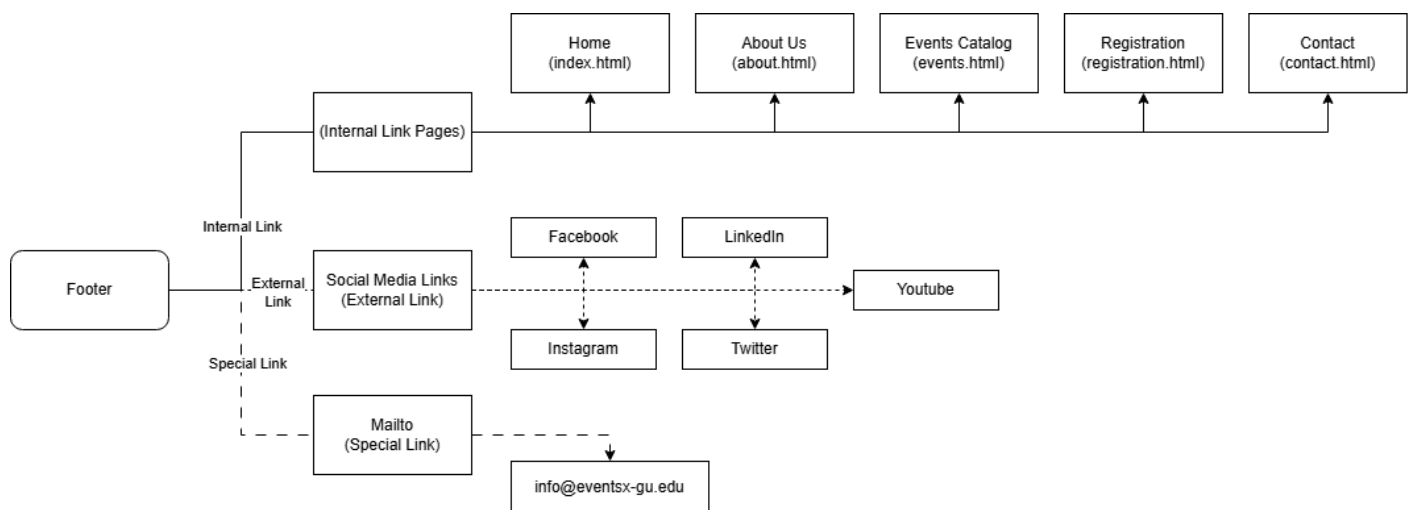 Home
(index.html)
About Us
(about.html)
Events Catalog
(events.html)
Registration
(registration.html)
Contact
(contact.html)
(Internal Link Pages)
Internal Link
Footer
External
Link
Social Media Links
(External Link)
Facebook
LinkedIn
Youtube
Instagram
Twitter
Special Link
Mailto
(Special Link)
info@eventsx-gu.edu